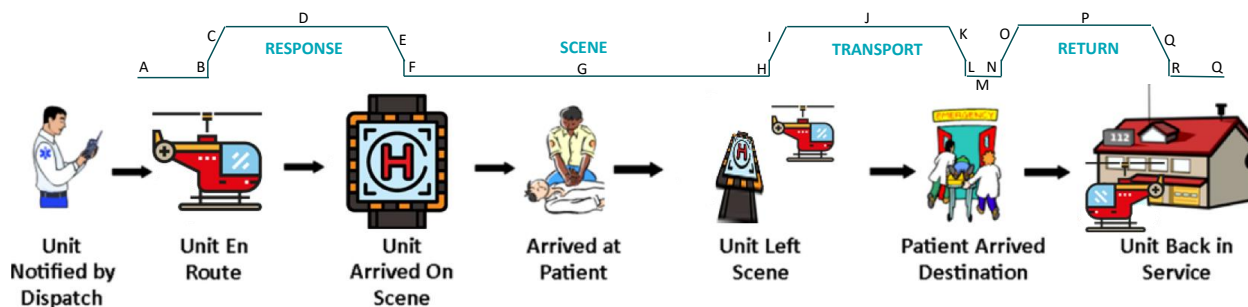 A B C D E F G H I J K L M N O P Q R Q
RESPONSE SCENE TRANSPORT RETURN
EMERGENCY
112
H
H
Unit
Notified by
Dispatch
Unit En
Route
Unit
Arrived On
Scene
Arrived at
Patient
Unit Left
Scene
Patient Arrived
Destination
Unit Back in
Service